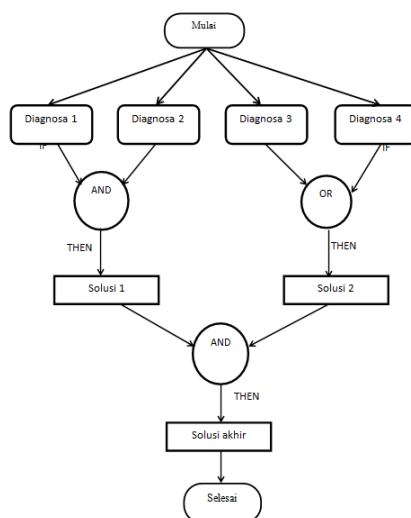 Mulai
Diagnosa 1
Diagnosa 2
Diagnosa 3
Diagnosa 4
IF
IF
AND
OR
THEN
THEN
Solusi 1
Solusi 2
AND
THEN
Solusi akhir
Selesai